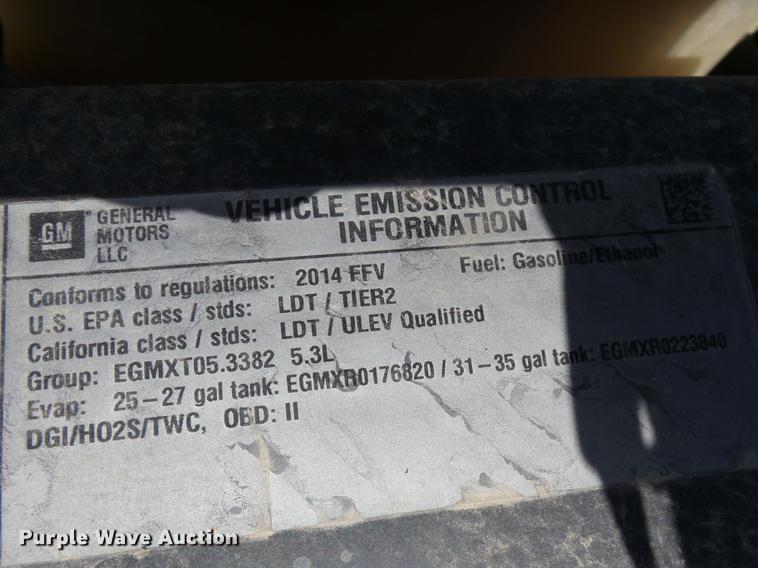 GM
GENERAL
MOTORS
LLC
VEHICLE EMISSION CONTROL
INFORMATION
Conforms to regulations: 2014 FFV Fuel: Gasoline/Ethanol
U.S. EPA class / stds: LDT / TIER2
California class / stds: LDT / ULEV Qualified
Group: EGMXT05.3382 5.3L
Evap: 25-27 gal tank: EGMXR0176820 / 31-35 gal tank: EGMXR0223840
DGI/HO2S/TWC, OBD: II
Purple Wave Auction